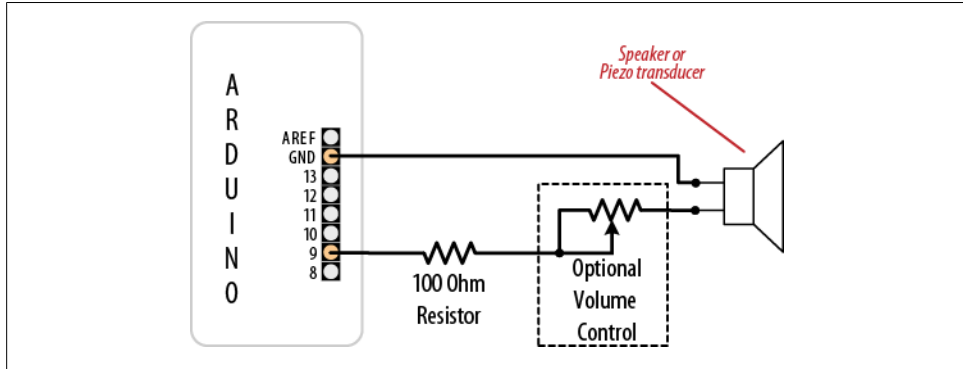 Speaker or
Piezo transducer
A
R
D
U
I
N
O
AREF
GND
13
12
11
10
9
8
100 Ohm
Resistor
Optional
Volume
Control